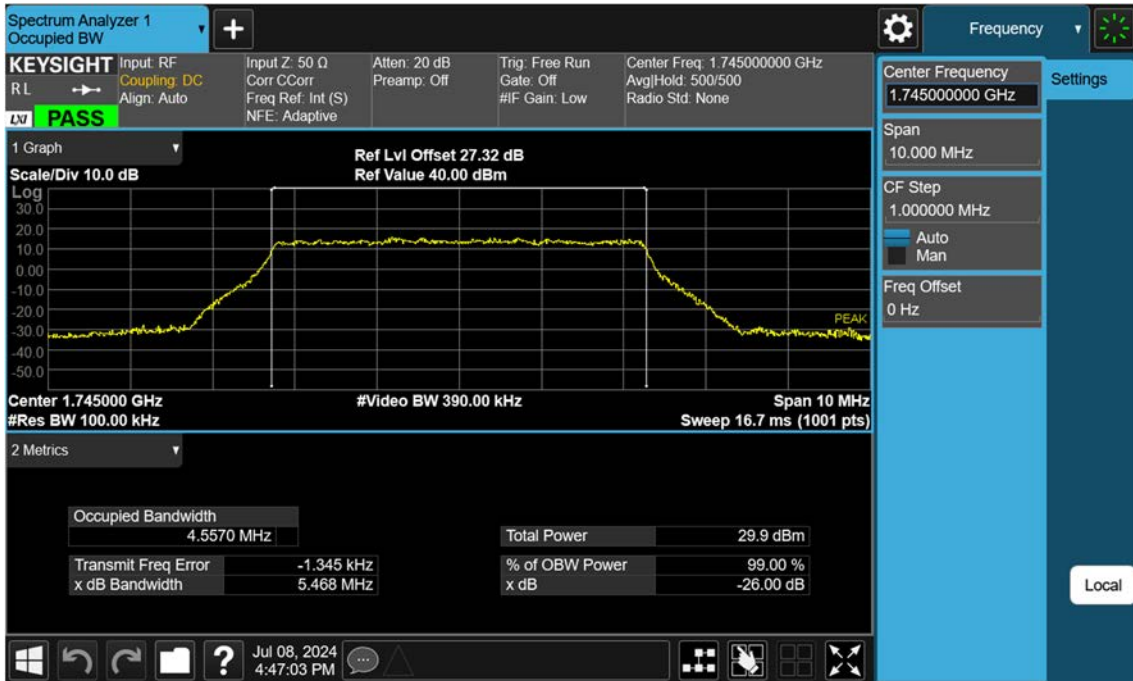 Spectrum Analyzer 1
Occupied BW
+
Frequency
KEYSIGHT
R L
LXI
PASS
Input: RF
Coupling: DC
Align: Auto
Input Z: 50 Ω
Corr CCorr
Freq Ref: Int (S)
NFE: Adaptive
Atten: 20 dB
Preamp: Off
Trig: Free Run
Gate: Off
#IF Gain: Low
Center Freq: 1.745000000 GHz
Avg|Hold: 500/500
Radio Std: None
Center Frequency
1.745000000 GHz
Settings
Span
10.000 MHz
CF Step
1.000000 MHz
Auto
Man
Freq Offset
0 Hz
1 Graph
Scale/Div 10.0 dB
Ref Lvl Offset 27.32 dB
Ref Value 40.00 dBm
Log
30.0
20.0
10.0
0.00
-10.0
-20.0
-30.0
-40.0
-50.0
PEAK
Center 1.745000 GHz
#Video BW 390.00 kHz
Span 10 MHz
#Res BW 100.00 kHz
Sweep 16.7 ms (1001 pts)
2 Metrics
Occupied Bandwidth
4.5570 MHz
Total Power 29.9 dBm
Transmit Freq Error -1.345 kHz
% of OBW Power 99.00 %
x dB Bandwidth 5.468 MHz
x dB -26.00 dB
Local
?
Jul 08, 2024
4:47:03 PM